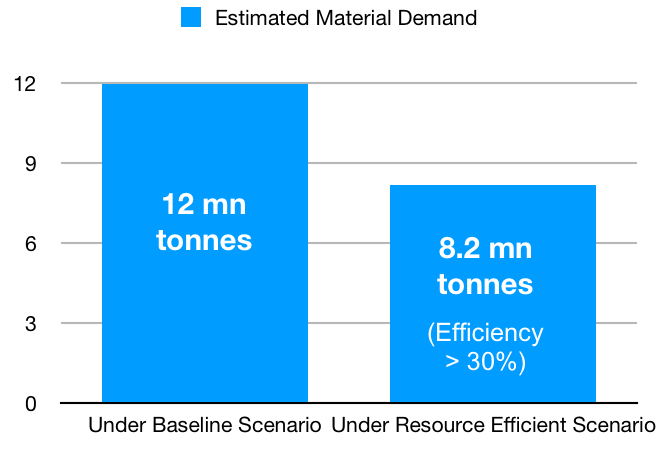 Estimated Material Demand
12
9
6
3
0
12 mn
tonnes
8.2 mn
tonnes
(Efficiency
> 30%)
Under Baseline Scenario
Under Resource Efficient Scenario